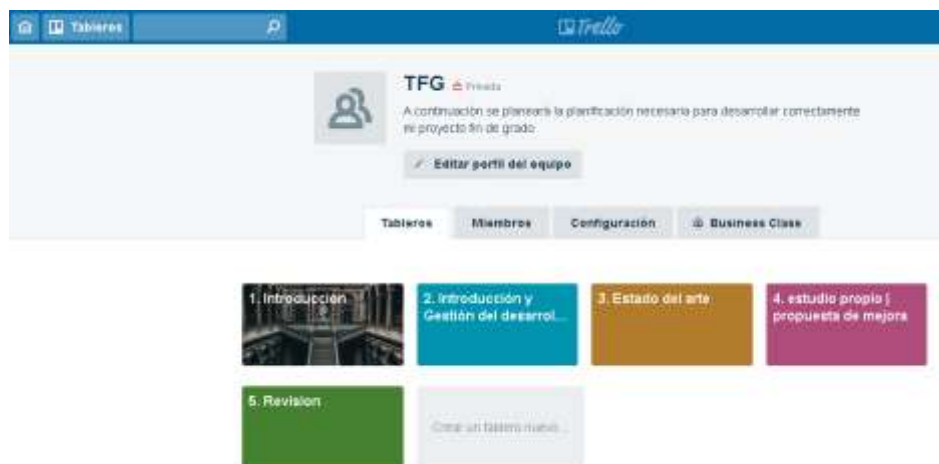 Tableros
Trello
TFG Privada
A continuación se planeará la planificación necesaria para desarrollar correctamente
mi proyecto fin de grado
Editar perfil del equipo
Tableros Miembros Configuración Business Class
1. Introducción
2. Introducción y
Gestión del desarrol...
3. Estado del arte
4. estudio propio |
propuesta de mejora
5. Revision
Crear un tablero nuevo...